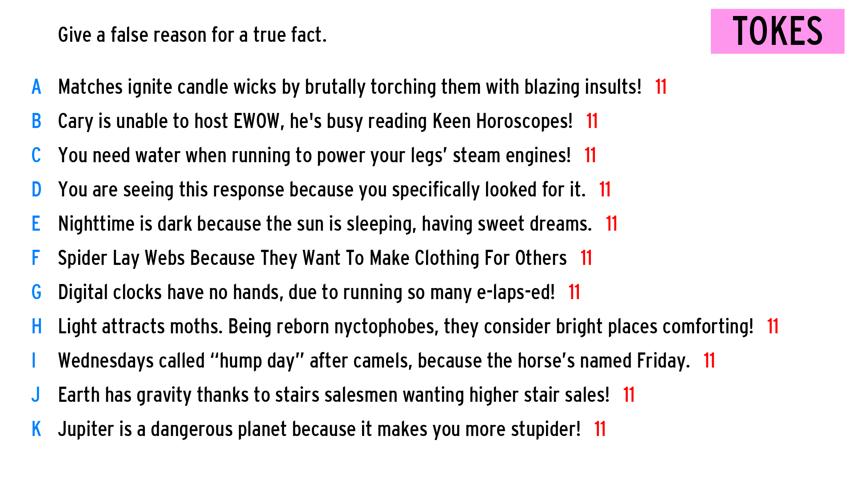 Give a false reason for a true fact.
TOKES
A Matches ignite candle wicks by brutally torching them with blazing insults! 11
B Cary is unable to host EWOW, he's busy reading Keen Horoscopes! 11
C You need water when running to power your legs’ steam engines! 11
D You are seeing this response because you specifically looked for it. 11
E Nighttime is dark because the sun is sleeping, having sweet dreams. 11
F Spider Lay Webs Because They Want To Make Clothing For Others 11
G Digital clocks have no hands, due to running so many e-laps-ed! 11
H Light attracts moths. Being reborn nyctophobes, they consider bright places comforting! 11
I Wednesdays called “hump day” after camels, because the horse’s named Friday. 11
J Earth has gravity thanks to stairs salesmen wanting higher stair sales! 11
K Jupiter is a dangerous planet because it makes you more stupider! 11